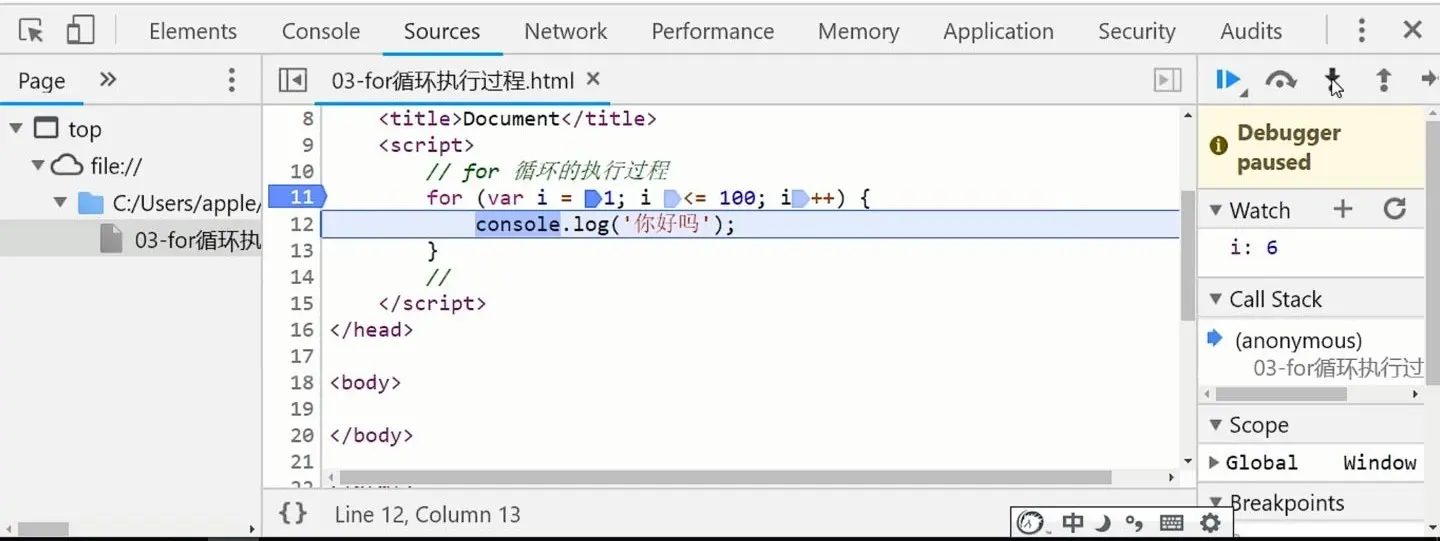 Elements Console Sources Network Performance Memory Application Security Audits
Page
03-for循环执行过程.html
top
file://
C:/Users/apple/
03-for循环执
8 <title>Document</title>
9 <script>
10 // for 循环的执行过程
11 for (var i = 1; i <= 100; i++) {
12 console.log('你好吗');
13 }
14 //
15 </script>
16 </head>
17
18 <body>
19
20 </body>
21
{} Line 12, Column 13
Debugger
paused
Watch
i: 6
Call Stack
(anonymous)
03-for循环执行过
Scope
Global Window
Breakpoints
中